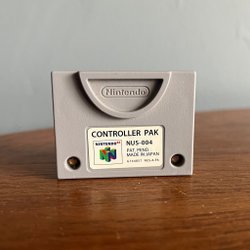 Nintendo
CONTROLLER PAK
NINTENDO64
NUS-004
PAT. PEND.
MADE IN JAPAN